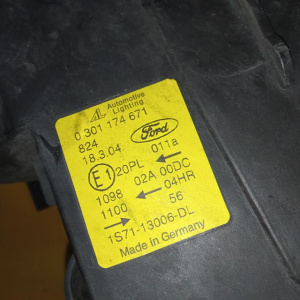 AL Automotive Lighting
0 301 174 671
824 Ford
18.3.04 011a
E1 20PL ←
1098 02A 00DC
1100 ← 04HR
→ 56
1S71-13006-DL
Made in Germany